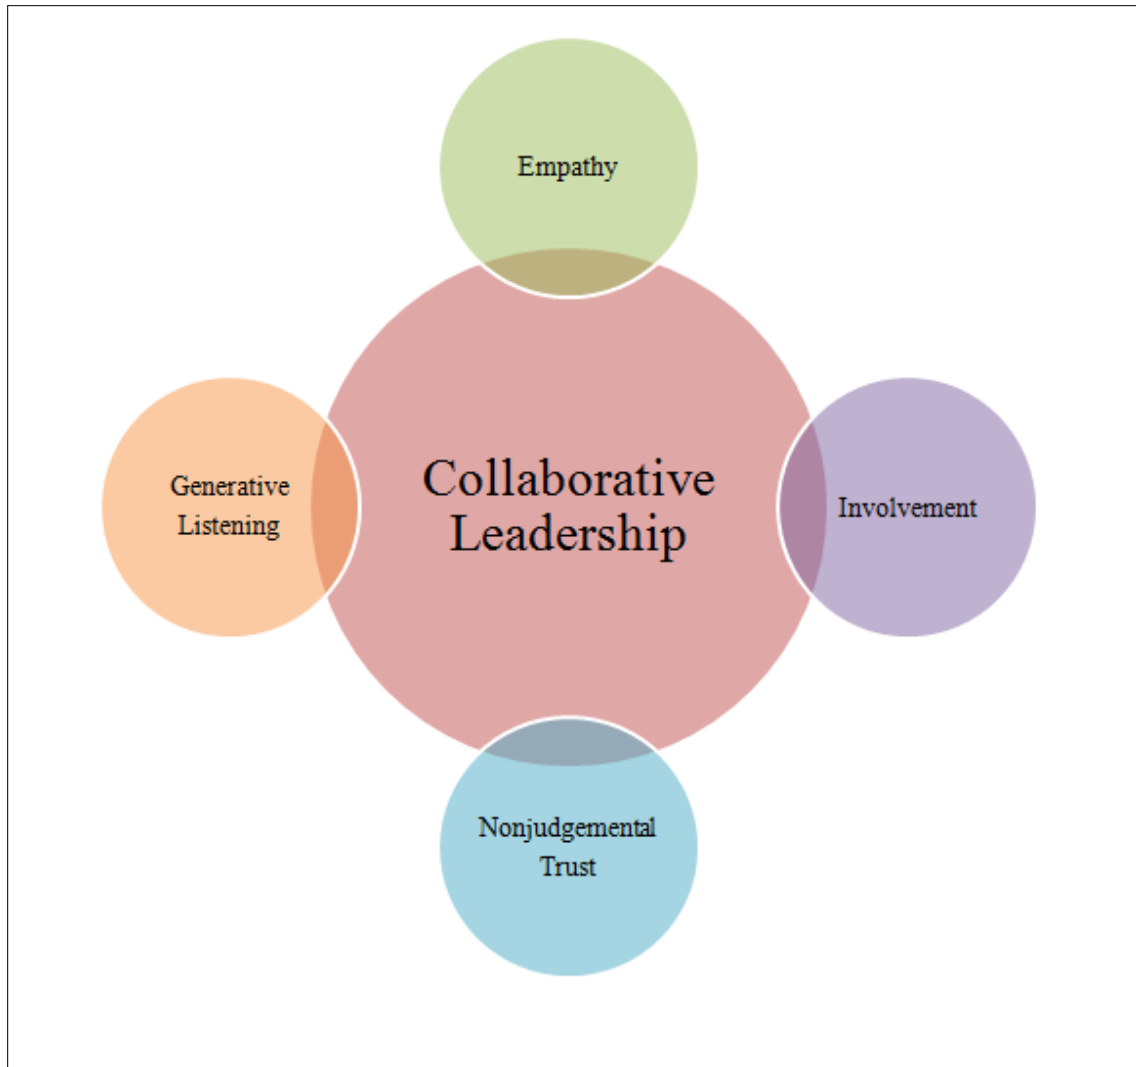 Empathy
Generative
Listening
Collaborative
Leadership
Involvement
Nonjudgemental
Trust